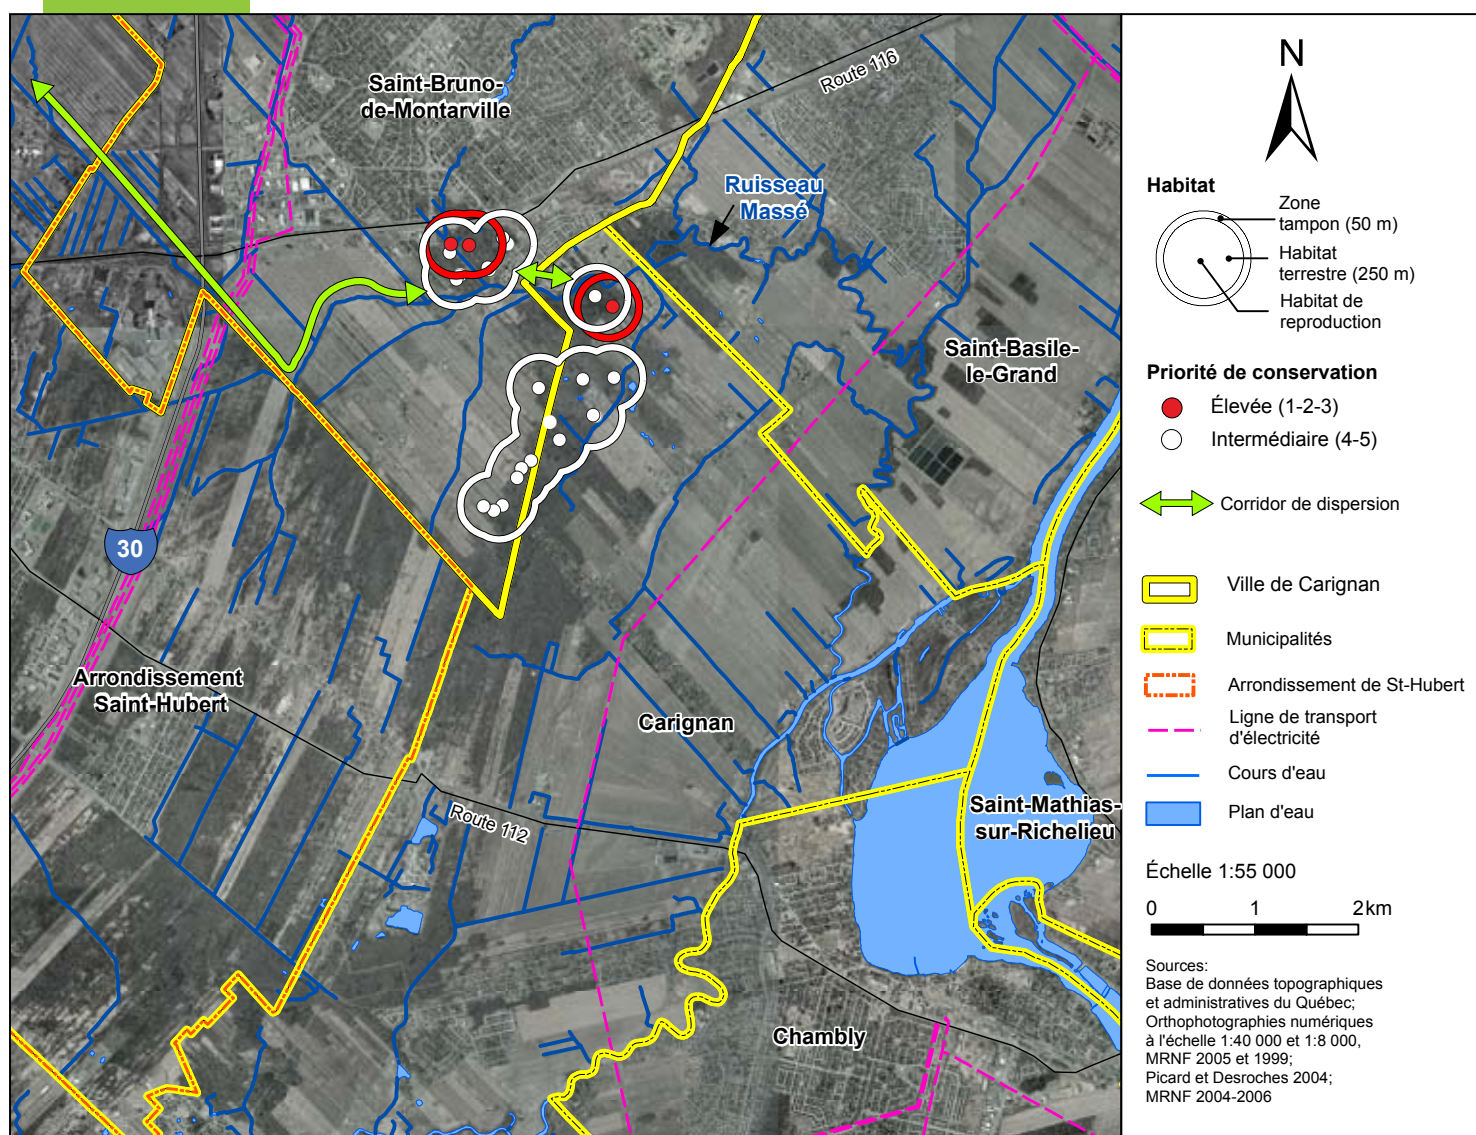 Saint-Bruno-
de-Montarville
Route 116
Ruisseau
Massé
Saint-Basile-
le-Grand
30
Arrondissement
Saint-Hubert
Carignan
Route 112
Saint-Mathias-
sur-Richelieu
Chambly
N
Habitat
Zone
tampon (50 m)
Habitat
terrestre (250 m)
Habitat de
reproduction
Priorité de conservation
Élevée (1-2-3)
Intermédiaire (4-5)
Corridor de dispersion
Ville de Carignan
Municipalités
Arrondissement de St-Hubert
Ligne de transport
d'électricité
Cours d'eau
Plan d'eau
Échelle 1:55 000
0 1 2 km
Sources:
Base de données topographiques
et administratives du Québec;
Orthophotographies numériques
à l'échelle 1:40 000 et 1:8 000,
MRNF 2005 et 1999;
Picard et Desroches 2004;
MRNF 2004-2006